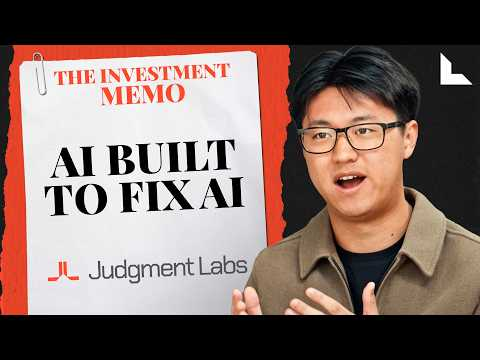 THE INVESTMENT
MEMO
AI BUILT
TO FIX AI
Judgment Labs